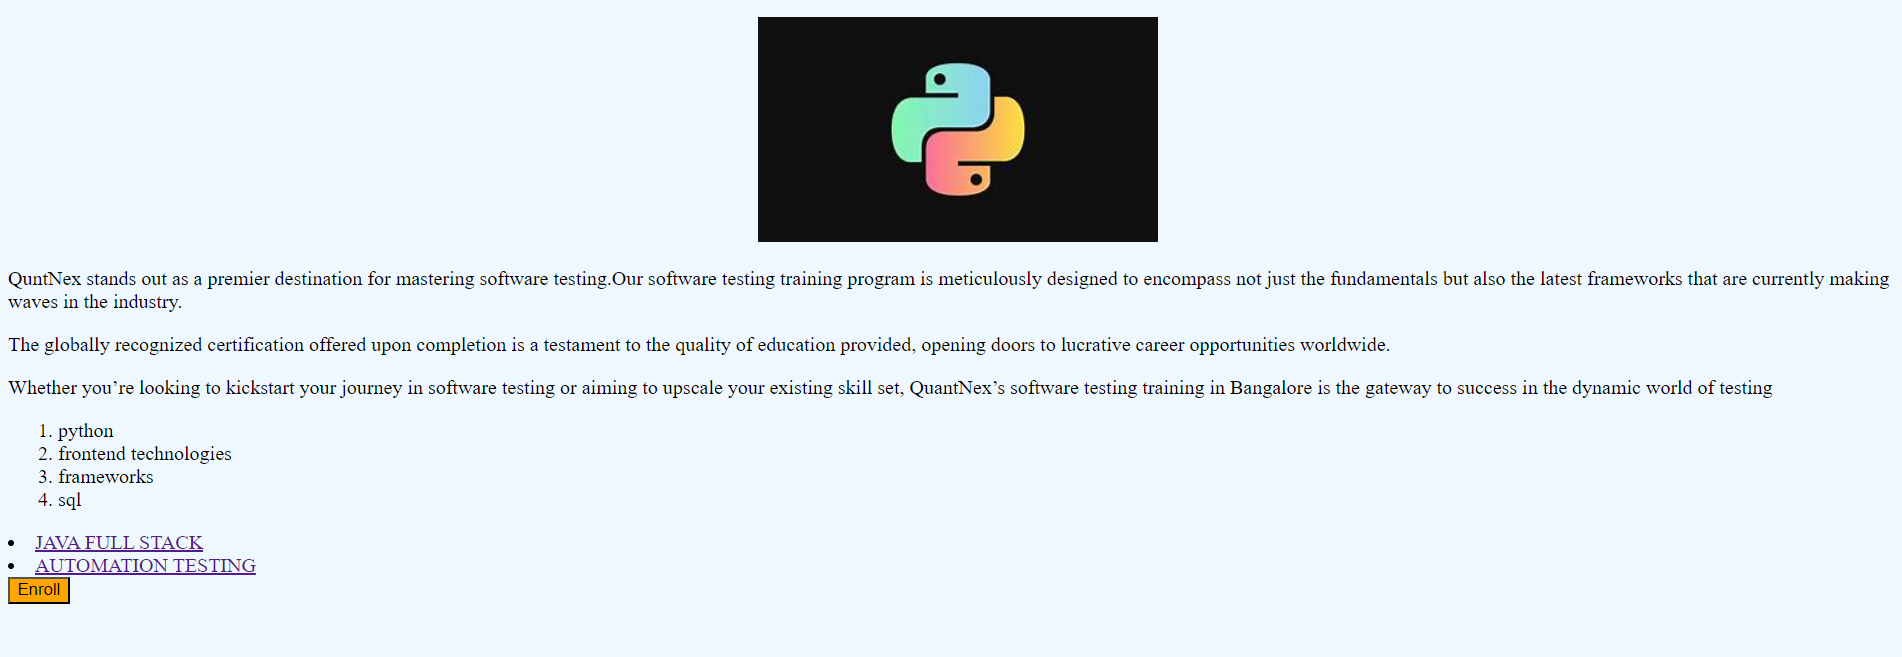 QuntNex stands out as a premier destination for mastering software testing.Our software testing training program is meticulously designed to encompass not just the fundamentals but also the latest frameworks that are currently making
waves in the industry.
The globally recognized certification offered upon completion is a testament to the quality of education provided, opening doors to lucrative career opportunities worldwide.
Whether you’re looking to kickstart your journey in software testing or aiming to upscale your existing skill set, QuantNex’s software testing training in Bangalore is the gateway to success in the dynamic world of testing
1. python
2. frontend technologies
3. frameworks
4. sql
• JAVA FULL STACK
• AUTOMATION TESTING
Enroll